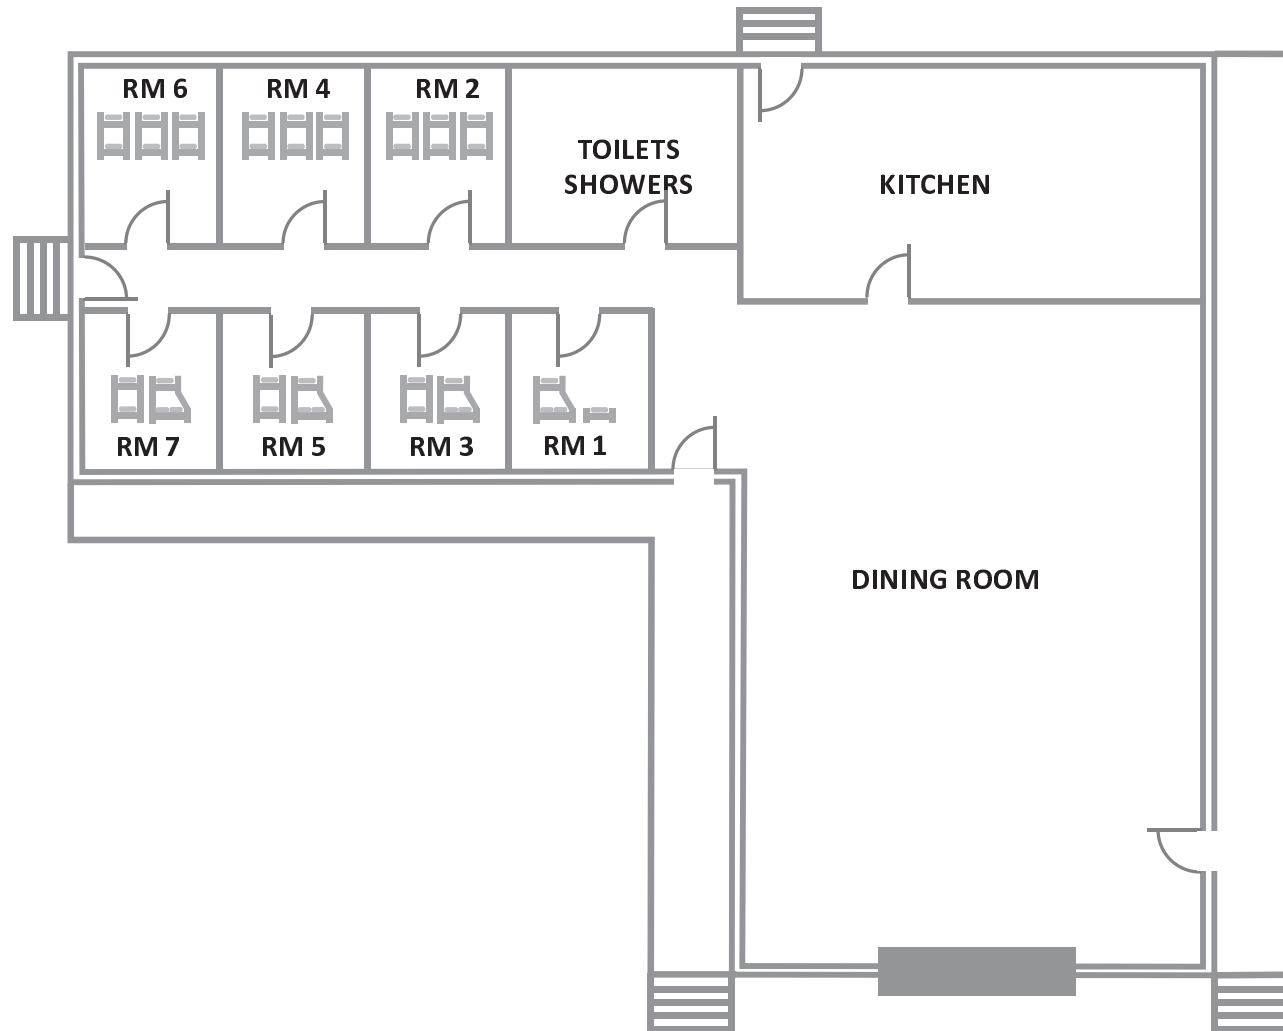 RM 6
RM 4
RM 2
TOILETS
SHOWERS
KITCHEN
RM 7
RM 5
RM 3
RM 1
DINING ROOM